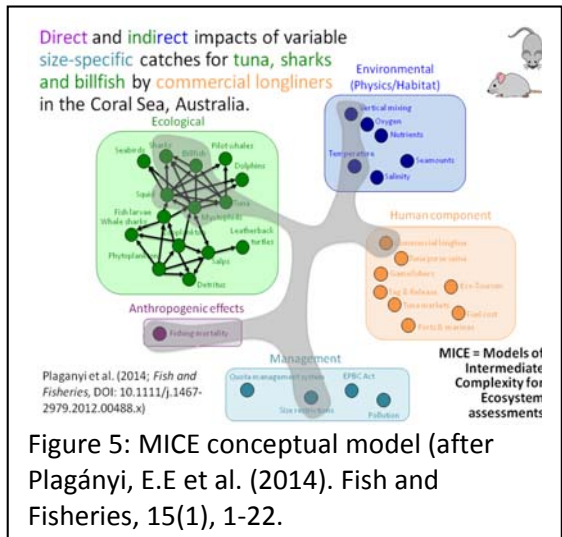 Direct and indirect impacts of variable
size-specific catches for tuna, sharks
and billfish by commercial longliners
in the Coral Sea, Australia.
Ecological
Seabirds
Sharks
Billfish
Pilot whales
Dolphins
Squid
Tuna
Fish larvae
Myctophids
Whale sharks
Leatherback
turtles
Phytoplankton
Salps
Detritus
Environmental
(Physics/Habitat)
Vertical mixing
Oxygen
Nutrients
Temperature
Seamounts
Salinity
Human component
Commercial longline
Tuna purse seine
Gamefishers
Tag & Release
Eco-Tourism
Tuna markets
Fuel cost
Ports & marinas
Anthropogenic effects
Fishing mortality
Management
Quota management system
EPBC Act
Size restrictions
Pollution
Plaganyi et al. (2014; Fish and
Fisheries, DOI: 10.1111/j.1467-
2979.2012.00488.x)
MICE = Models of
Intermediate
Complexity for
Ecosystem
assessments
Figure 5: MICE conceptual model (after
Plagányi, E.E et al. (2014). Fish and
Fisheries, 15(1), 1-22.